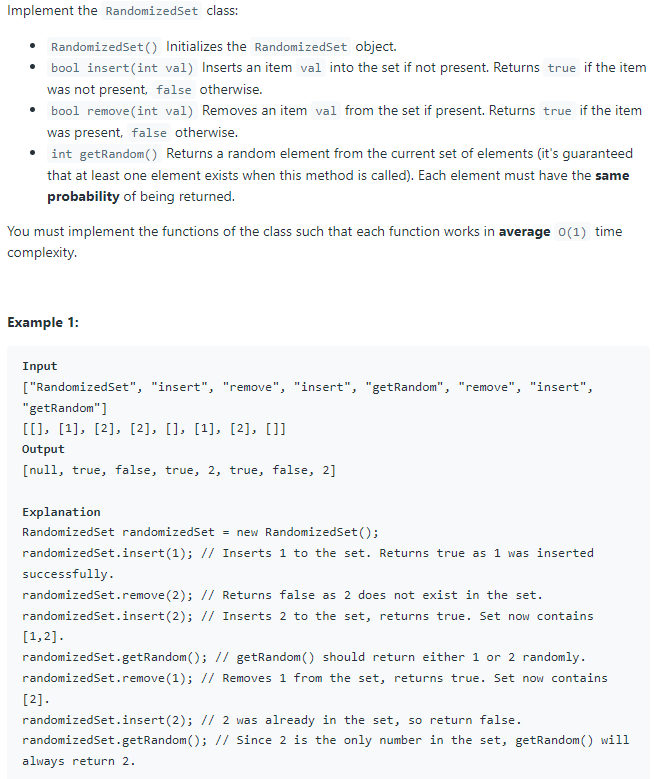 Implement the RandomizedSet class:
• RandomizedSet() Initializes the RandomizedSet object.
• bool insert(int val) Inserts an item val into the set if not present. Returns true if the item
was not present, false otherwise.
• bool remove(int val) Removes an item val from the set if present. Returns true if the item
was present, false otherwise.
• int getRandom() Returns a random element from the current set of elements (it's guaranteed
that at least one element exists when this method is called). Each element must have the same
probability of being returned.
You must implement the functions of the class such that each function works in average O(1) time
complexity.
Example 1:
Input
["RandomizedSet", "insert", "remove", "insert", "getRandom", "remove", "insert",
"getRandom"]
[[], [1], [2], [2], [], [1], [2], []]
Output
[null, true, false, true, 2, true, false, 2]
Explanation
RandomizedSet randomizedSet = new RandomizedSet();
randomizedSet.insert(1); // Inserts 1 to the set. Returns true as 1 was inserted
successfully.
randomizedSet.remove(2); // Returns false as 2 does not exist in the set.
randomizedSet.insert(2); // Inserts 2 to the set, returns true. Set now contains
[1,2].
randomizedSet.getRandom(); // getRandom() should return either 1 or 2 randomly.
randomizedSet.remove(1); // Removes 1 from the set, returns true. Set now contains
[2].
randomizedSet.insert(2); // 2 was already in the set, so return false.
randomizedSet.getRandom(); // Since 2 is the only number in the set, getRandom() will
always return 2.